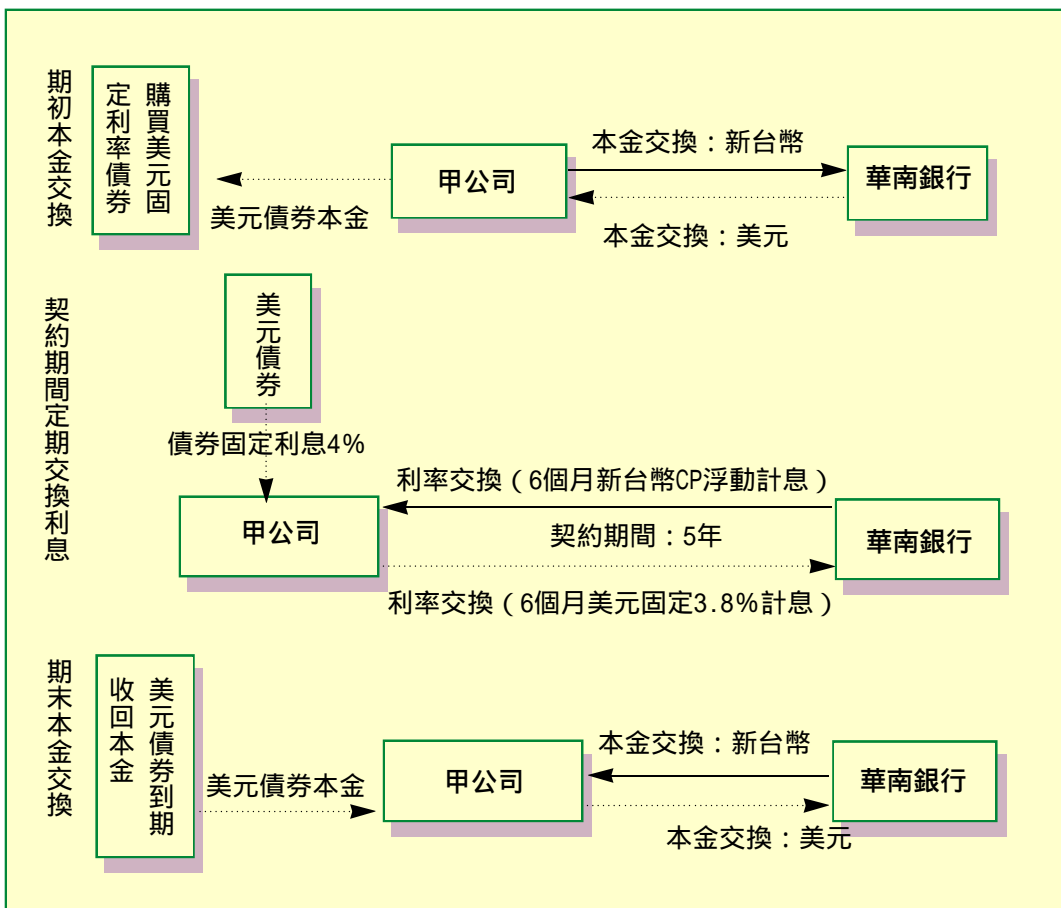 期初本金交換
購買美元固
定利率債券
美元債券本金
甲公司
本金交換：新台幣
本金交換：美元
華南銀行
契約期間定期交換利息
美元債券
債券固定利息4%
甲公司
利率交換（6個月新台幣CP浮動計息）
契約期間：5年
利率交換（6個月美元固定3.8%計息）
華南銀行
期末本金交換
美元債券到期
收回本金
美元債券本金
甲公司
本金交換：新台幣
本金交換：美元
華南銀行